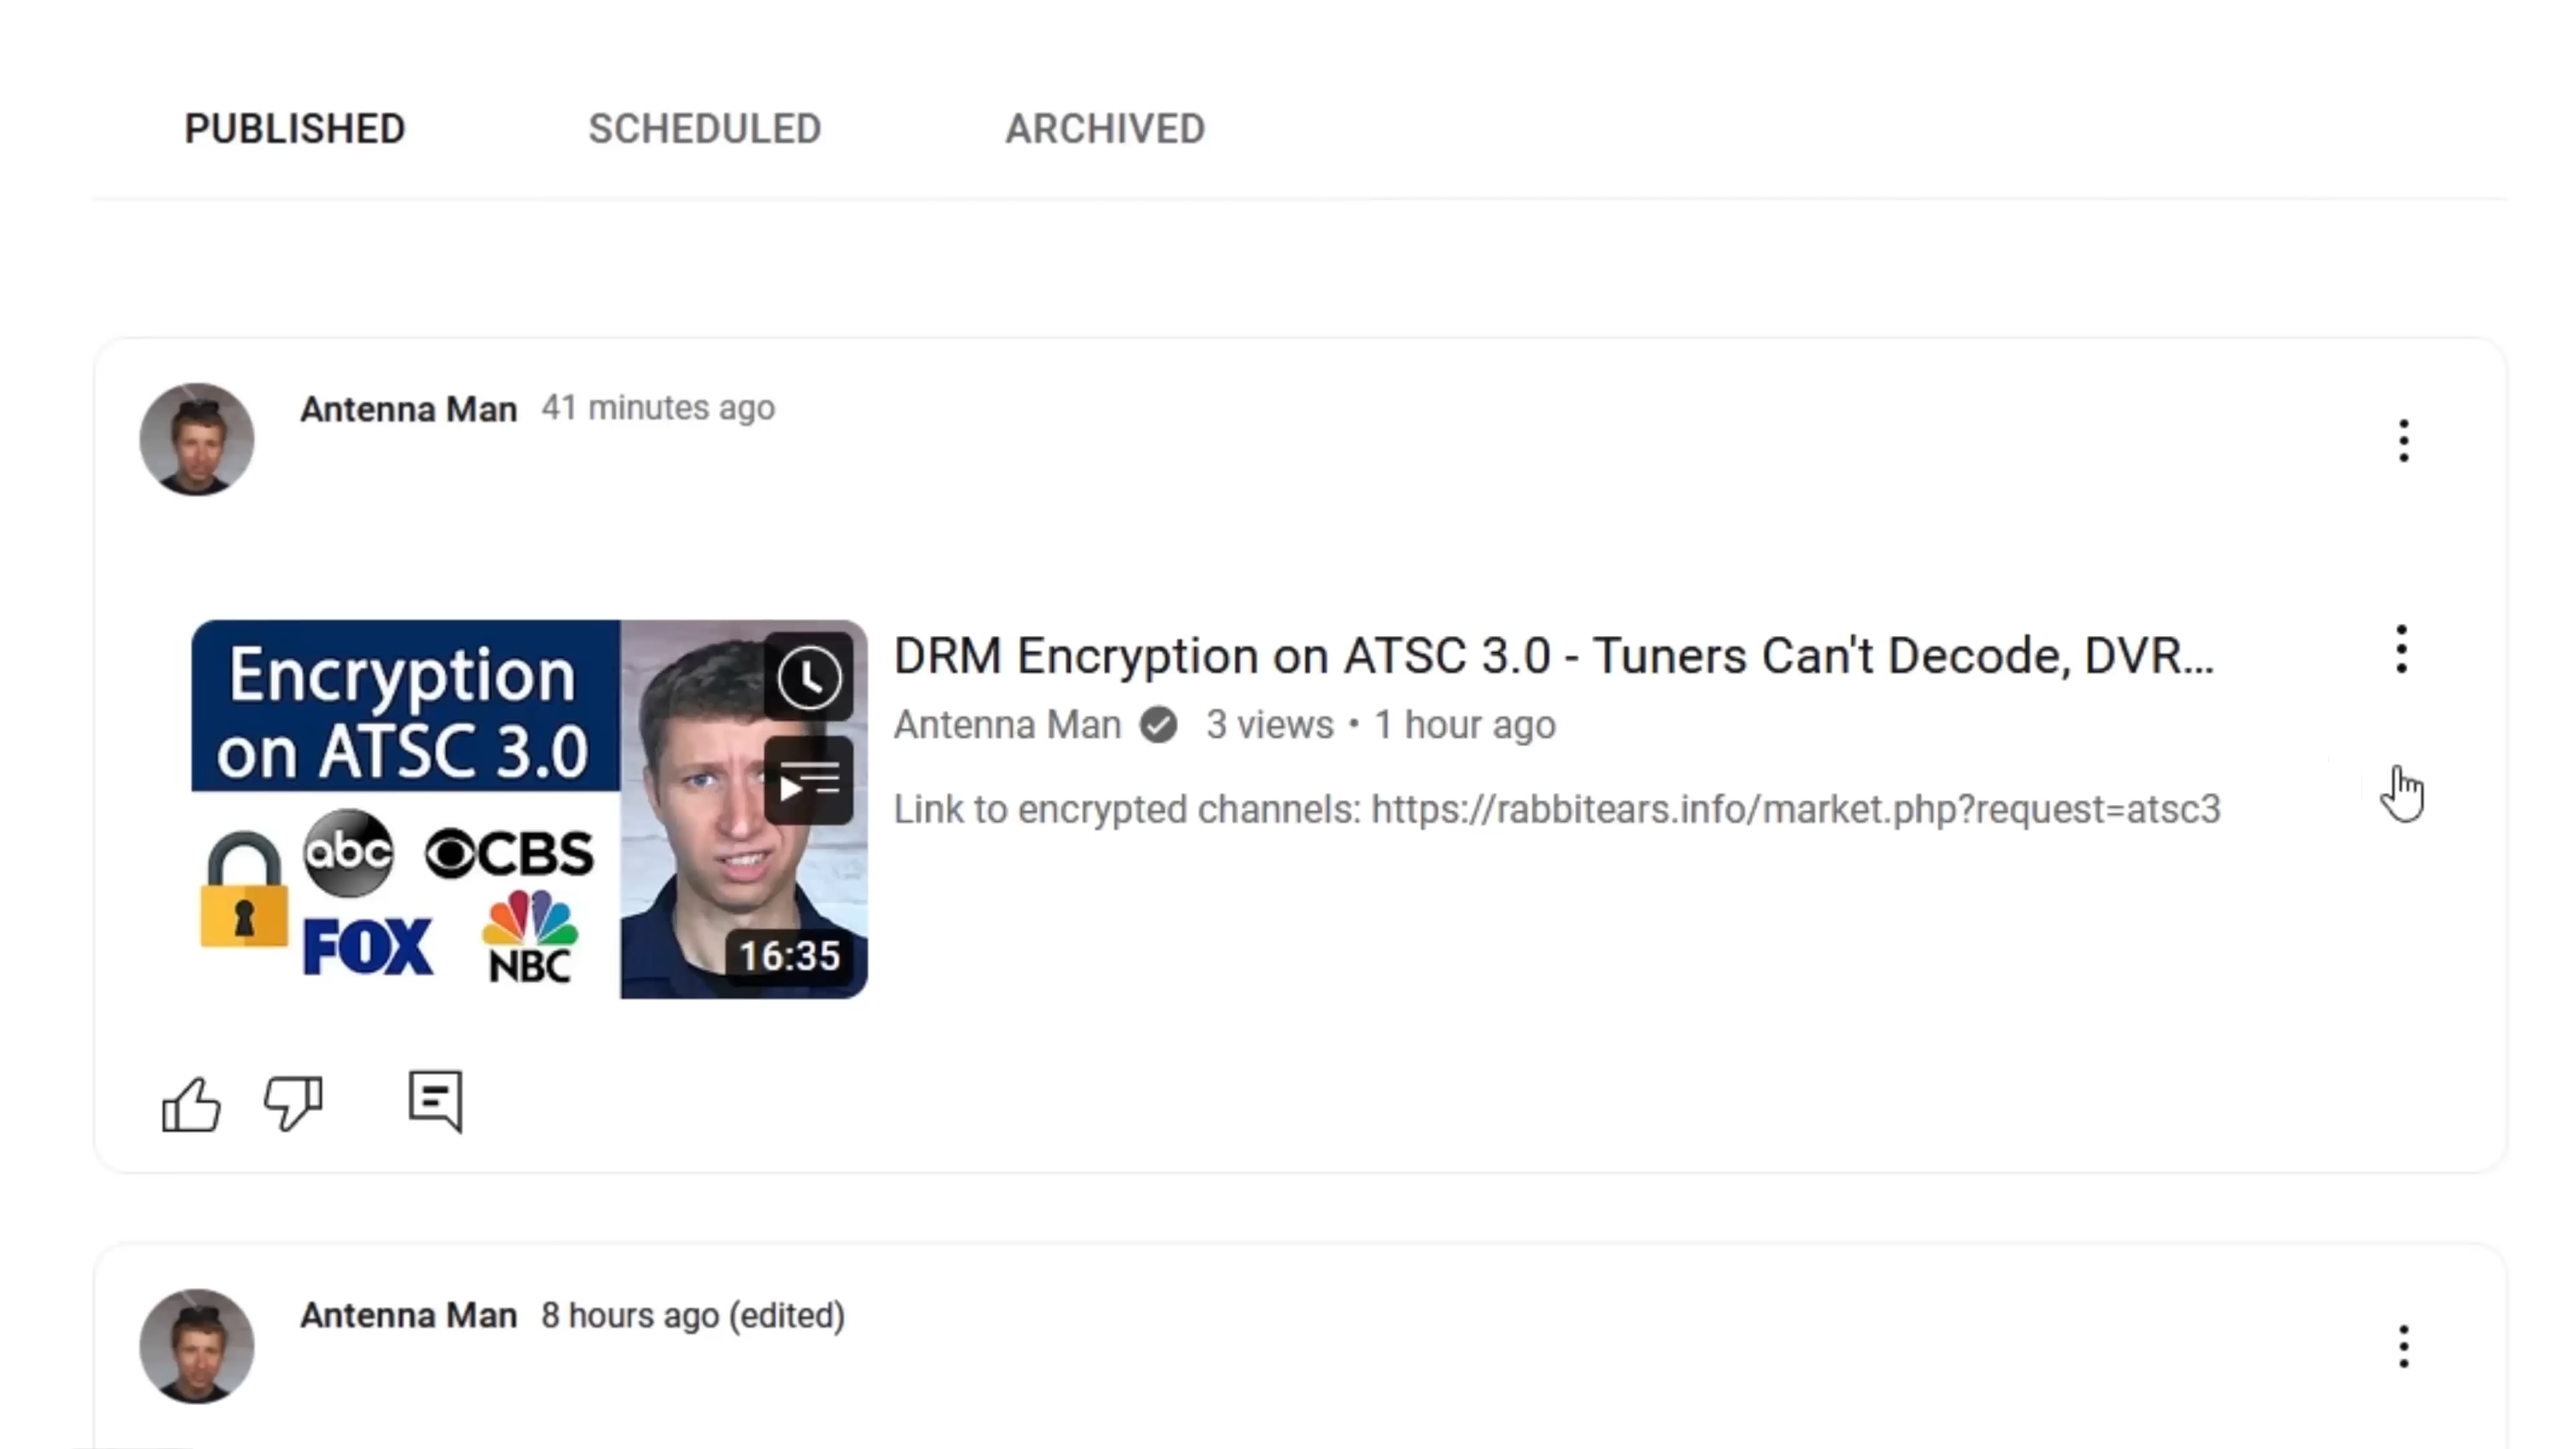 PUBLISHED SCHEDULED ARCHIVED
Antenna Man 41 minutes ago
Encryption
on ATSC 3.0
abc CBS
FOX NBC
16:35
DRM Encryption on ATSC 3.0 - Tuners Can't Decode, DVR...
Antenna Man 3 views • 1 hour ago
Link to encrypted channels: https://rabbitears.info/market.php?request=atsc3
Antenna Man 8 hours ago (edited)